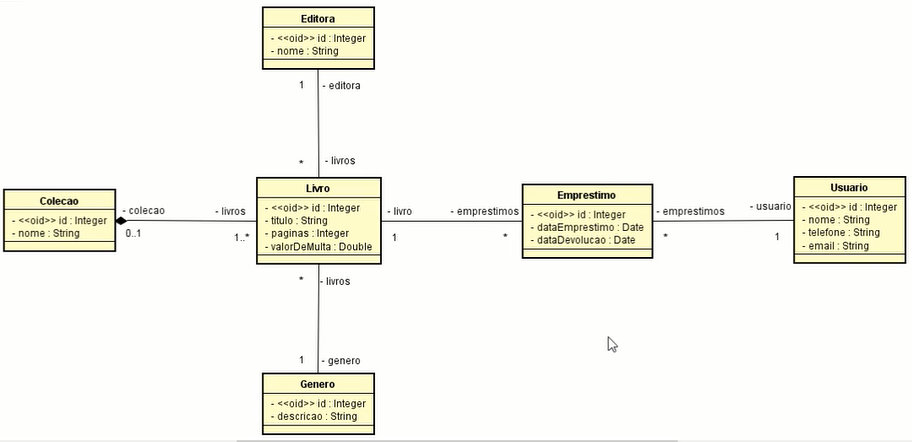 Editora
- <<oid>> id : Integer
- nome : String
1
- editora
*
- livros
Colecao
- <<oid>> id : Integer
- nome : String
- colecao
0..1
- livros
1..*
Livro
- <<oid>> id : Integer
- titulo : String
- paginas : Integer
- valorDeMulta : Double
- livro
1
- emprestimos
*
Emprestimo
- <<oid>> id : Integer
- dataEmprestimo : Date
- dataDevolucao : Date
- emprestimos
*
- usuario
1
Usuario
- <<oid>> id : Integer
- nome : String
- telefone : String
- email : String
*
- livros
1
- genero
Genero
- <<oid>> id : Integer
- descricao : String